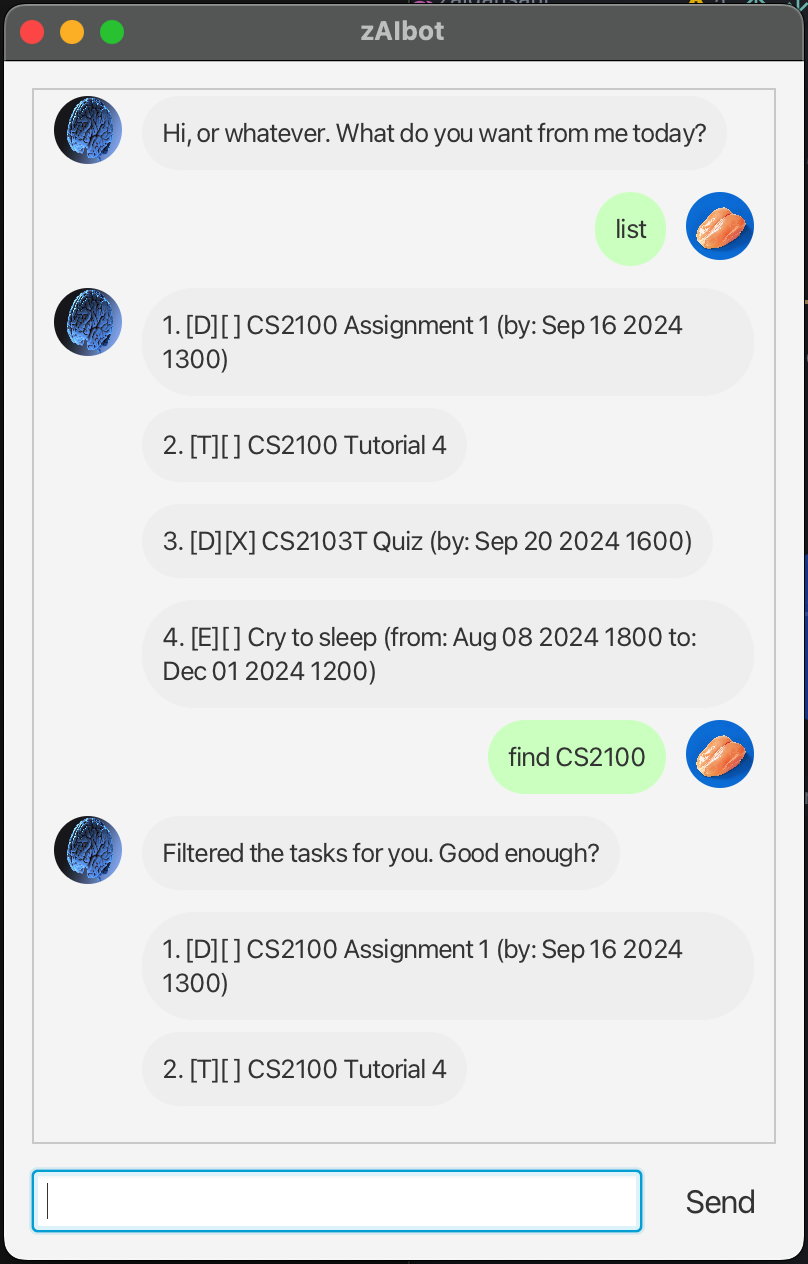 zAIbot
Hi, or whatever. What do you want from me today?
list
1. [D][ ] CS2100 Assignment 1 (by: Sep 16 2024
1300)
2. [T][ ] CS2100 Tutorial 4
3. [D][X] CS2103T Quiz (by: Sep 20 2024 1600)
4. [E][ ] Cry to sleep (from: Aug 08 2024 1800 to:
Dec 01 2024 1200)
find CS2100
Filtered the tasks for you. Good enough?
1. [D][ ] CS2100 Assignment 1 (by: Sep 16 2024
1300)
2. [T][ ] CS2100 Tutorial 4
Send